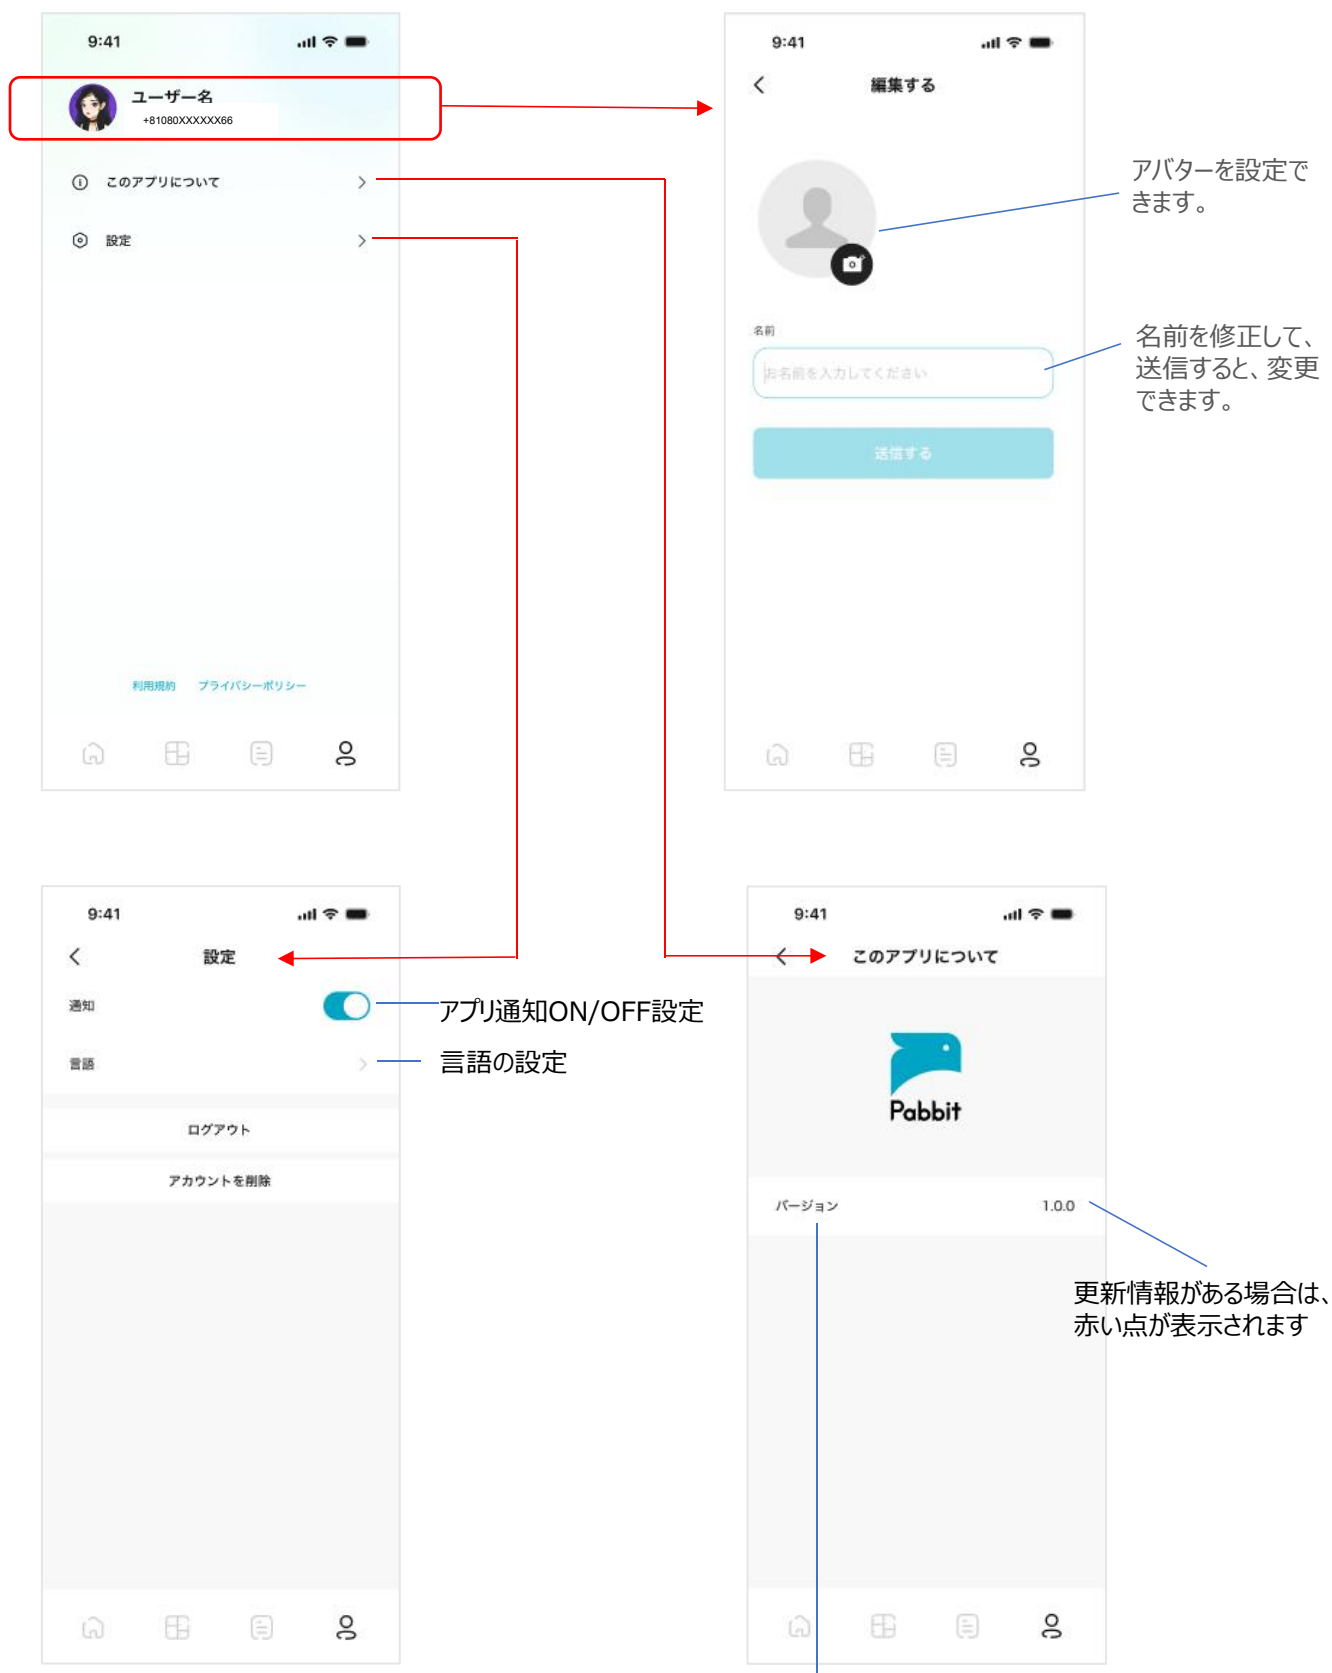 9:41
ユーザー名
+81080XXXXXX66
このアプリについて
設定
利用規約 プライバシーポリシー
9:41
編集する
アバターを設定で
きます。
名前
お名前を入力してください
名前を修正して、
送信すると、変更
できます。
送信する
9:41
設定
通知
アプリ通知ON/OFF設定
言語
言語の設定
ログアウト
アカウントを削除
9:41
このアプリについて
Pabbit
バージョン 1.0.0
更新情報がある場合は、
赤い点が表示されます